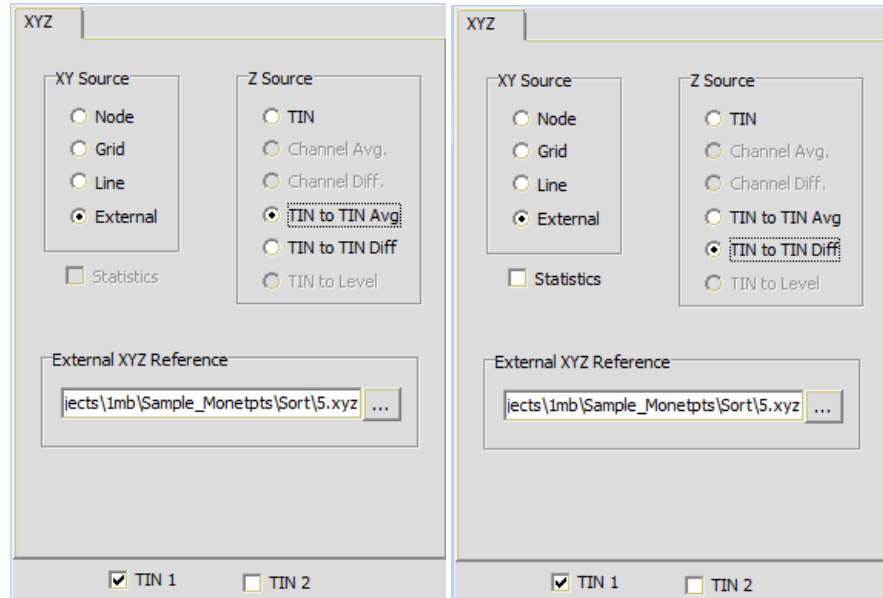 XYZ
XY Source
Node
Grid
Line
External
Statistics
Z Source
TIN
Channel Avg.
Channel Diff.
TIN to TIN Avg
TIN to TIN Diff
TIN to Level
External XYZ Reference
jects\1mb\Sample_Monetpts\Sort\5.xyz ...
TIN 1 TIN 2
XYZ
XY Source
Node
Grid
Line
External
Statistics
Z Source
TIN
Channel Avg.
Channel Diff.
TIN to TIN Avg
TIN to TIN Diff
TIN to Level
External XYZ Reference
jects\1mb\Sample_Monetpts\Sort\5.xyz ...
TIN 1 TIN 2